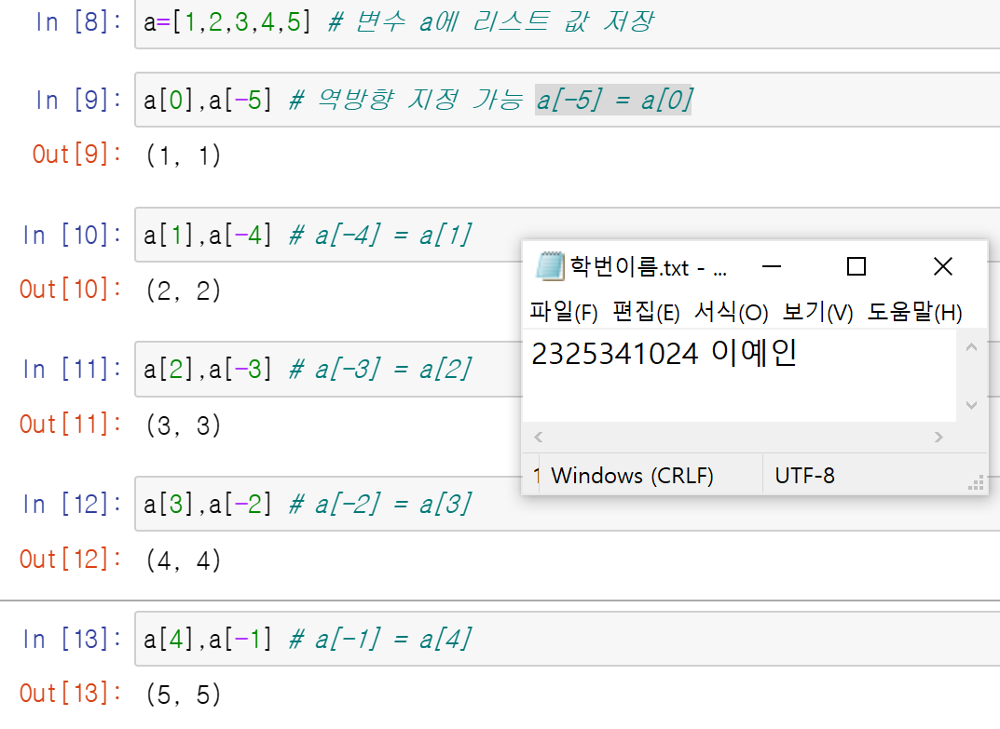 In [8]: a=[1,2,3,4,5] # 변수 a에 리스트 값 저장
In [9]: a[0],a[-5] # 역방향 지정 가능 a[-5] = a[0]
Out[9]: (1, 1)
In [10]: a[1],a[-4] # a[-4] = a[1]
Out[10]: (2, 2)
In [11]: a[2],a[-3] # a[-3] = a[2]
Out[11]: (3, 3)
In [12]: a[3],a[-2] # a[-2] = a[3]
Out[12]: (4, 4)
In [13]: a[4],a[-1] # a[-1] = a[4]
Out[13]: (5, 5)
학번이름.txt - ...
파일(F) 편집(E) 서식(O) 보기(V) 도움말(H)
2325341024 이예인
1 Windows (CRLF) UTF-8